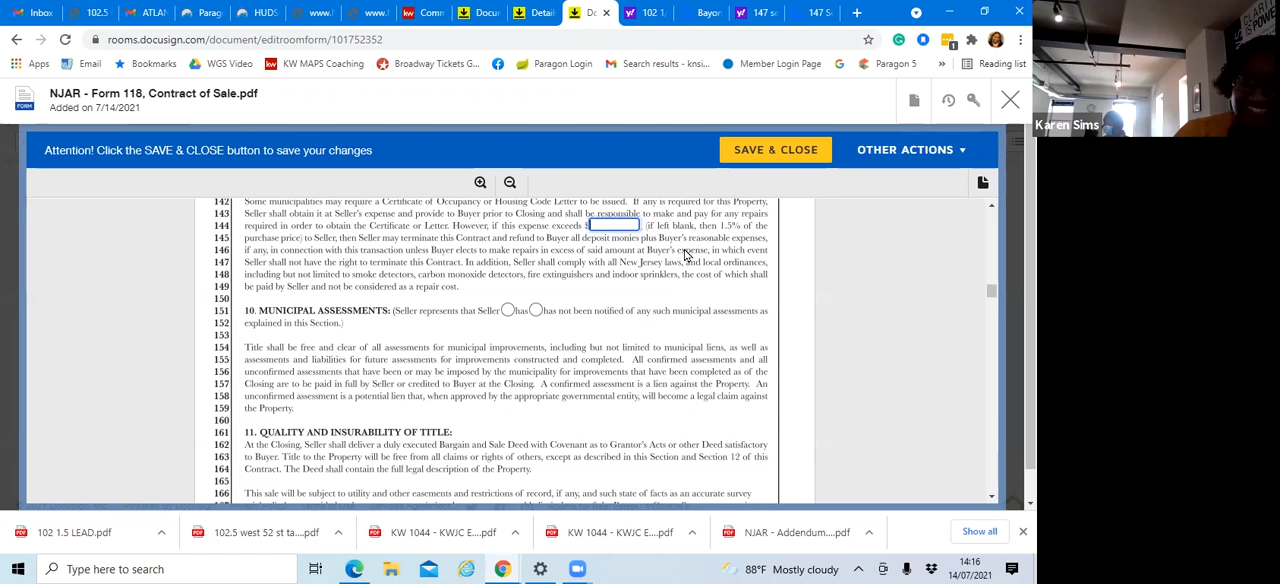 Inbox
102.5
ATLAN
Parag
HUDS
www.f
www.l
Comm
Docu
Detail
Do
102 1
Bayon
147 se
147 S
rooms.docusign.com/document/editroomform/101752352
Apps
Email
Bookmarks
WGS Video
KW MAPS Coaching
Broadway Tickets G...
Paragon Login
Search results - knsi...
Member Login Page
Paragon 5
»
Reading list
NJAR - Form 118, Contract of Sale.pdf
Added on 7/14/2021
FORM
Karen Sims
Attention! Click the SAVE & CLOSE button to save your changes
SAVE & CLOSE
OTHER ACTIONS
142 Some municipalities may require a Certificate of Occupancy or Housing Code Letter to be issued. If any is required for this Property,
143 Seller shall obtain it at Seller's expense and provide to Buyer prior to Closing and shall be responsible to make and pay for any repairs
144 required in order to obtain the Certificate or Letter. However, if this expense exceeds $ , (if left blank, then 1.5% of the
145 purchase price) to Seller, then Seller may terminate this Contract and refund to Buyer all deposit monies plus Buyer's reasonable expenses,
146 if any, in connection with this transaction unless Buyer elects to make repairs in excess of said amount at Buyer's expense, in which event
147 Seller shall not have the right to terminate this Contract. In addition, Seller shall comply with all New Jersey laws, and local ordinances,
148 including but not limited to smoke detectors, carbon monoxide detectors, fire extinguishers and indoor sprinklers, the cost of which shall
149 be paid by Seller and not be considered as a repair cost.
150
151 10. MUNICIPAL ASSESSMENTS: (Seller represents that Seller has has not been notified of any such municipal assessments as
152 explained in this Section.)
153
154 Title shall be free and clear of all assessments for municipal improvements, including but not limited to municipal liens, as well as
155 assessments and liabilities for future assessments for improvements constructed and completed. All confirmed assessments and all
156 unconfirmed assessments that have been or may be imposed by the municipality for improvements that have been completed as of the
157 Closing are to be paid in full by Seller or credited to Buyer at the Closing. A confirmed assessment is a lien against the Property. An
158 unconfirmed assessment is a potential lien that, when approved by the appropriate governmental entity, will become a legal claim against
159 the Property.
160
161 11. QUALITY AND INSURABILITY OF TITLE:
162 At the Closing, Seller shall deliver a duly executed Bargain and Sale Deed with Covenant as to Grantor's Acts or other Deed satisfactory
163 to Buyer. Title to the Property will be free from all claims or rights of others, except as described in this Section and Section 12 of this
164 Contract. The Deed shall contain the full legal description of the Property.
165
166 This sale will be subject to utility and other easements and restrictions of record, if any, and such state of facts as an accurate survey
102 1.5 LEAD.pdf
102.5 west 52 st ta....pdf
KW 1044 - KWJC E....pdf
KW 1044 - KWJC E....pdf
NJAR - Addendum....pdf
Show all
Type here to search
88°F Mostly cloudy
14:16
14/07/2021